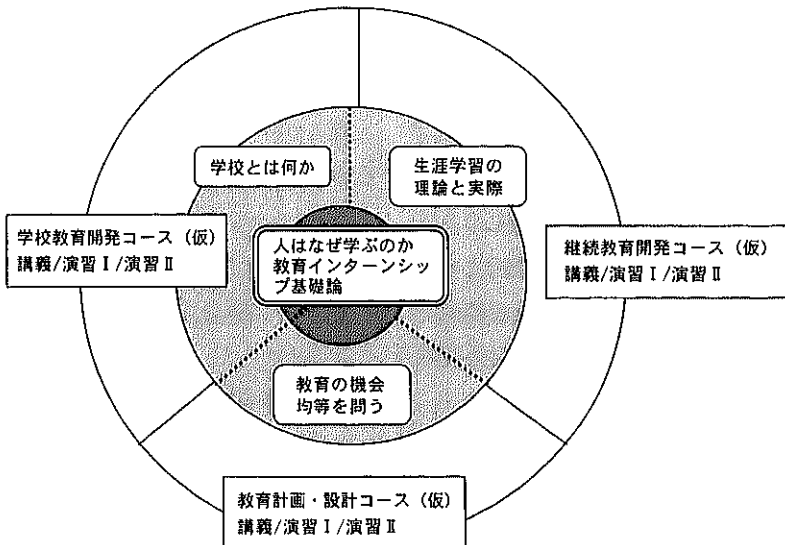 学校とは何か
生涯学習の
理論と実際
学校教育開発コース（仮）
講義/演習Ⅰ/演習Ⅱ
人はなぜ学ぶのか
教育インターンシッ
プ基礎論
継続教育開発コース（仮）
講義/演習Ⅰ/演習Ⅱ
教育の機会
均等を問う
教育計画・設計コース（仮）
講義/演習Ⅰ/演習Ⅱ